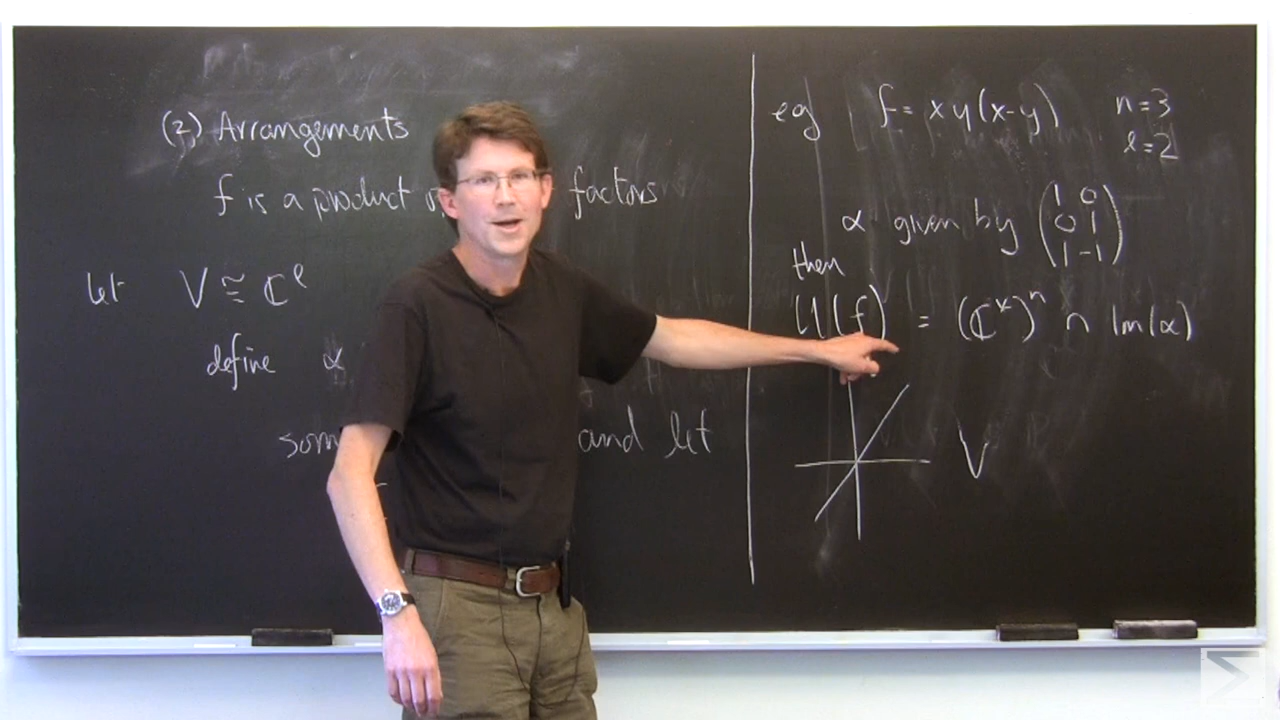 (2) Arrangements
f is a product factors
Let V ≅ ℂ^ℓ
define α
and let
eg f = xy(x-y) n=3
ℓ=2
α given by (1 0
0 1
1 -1)
then
U(f) = (ℂ^×)^n ∩ Im(α)
V